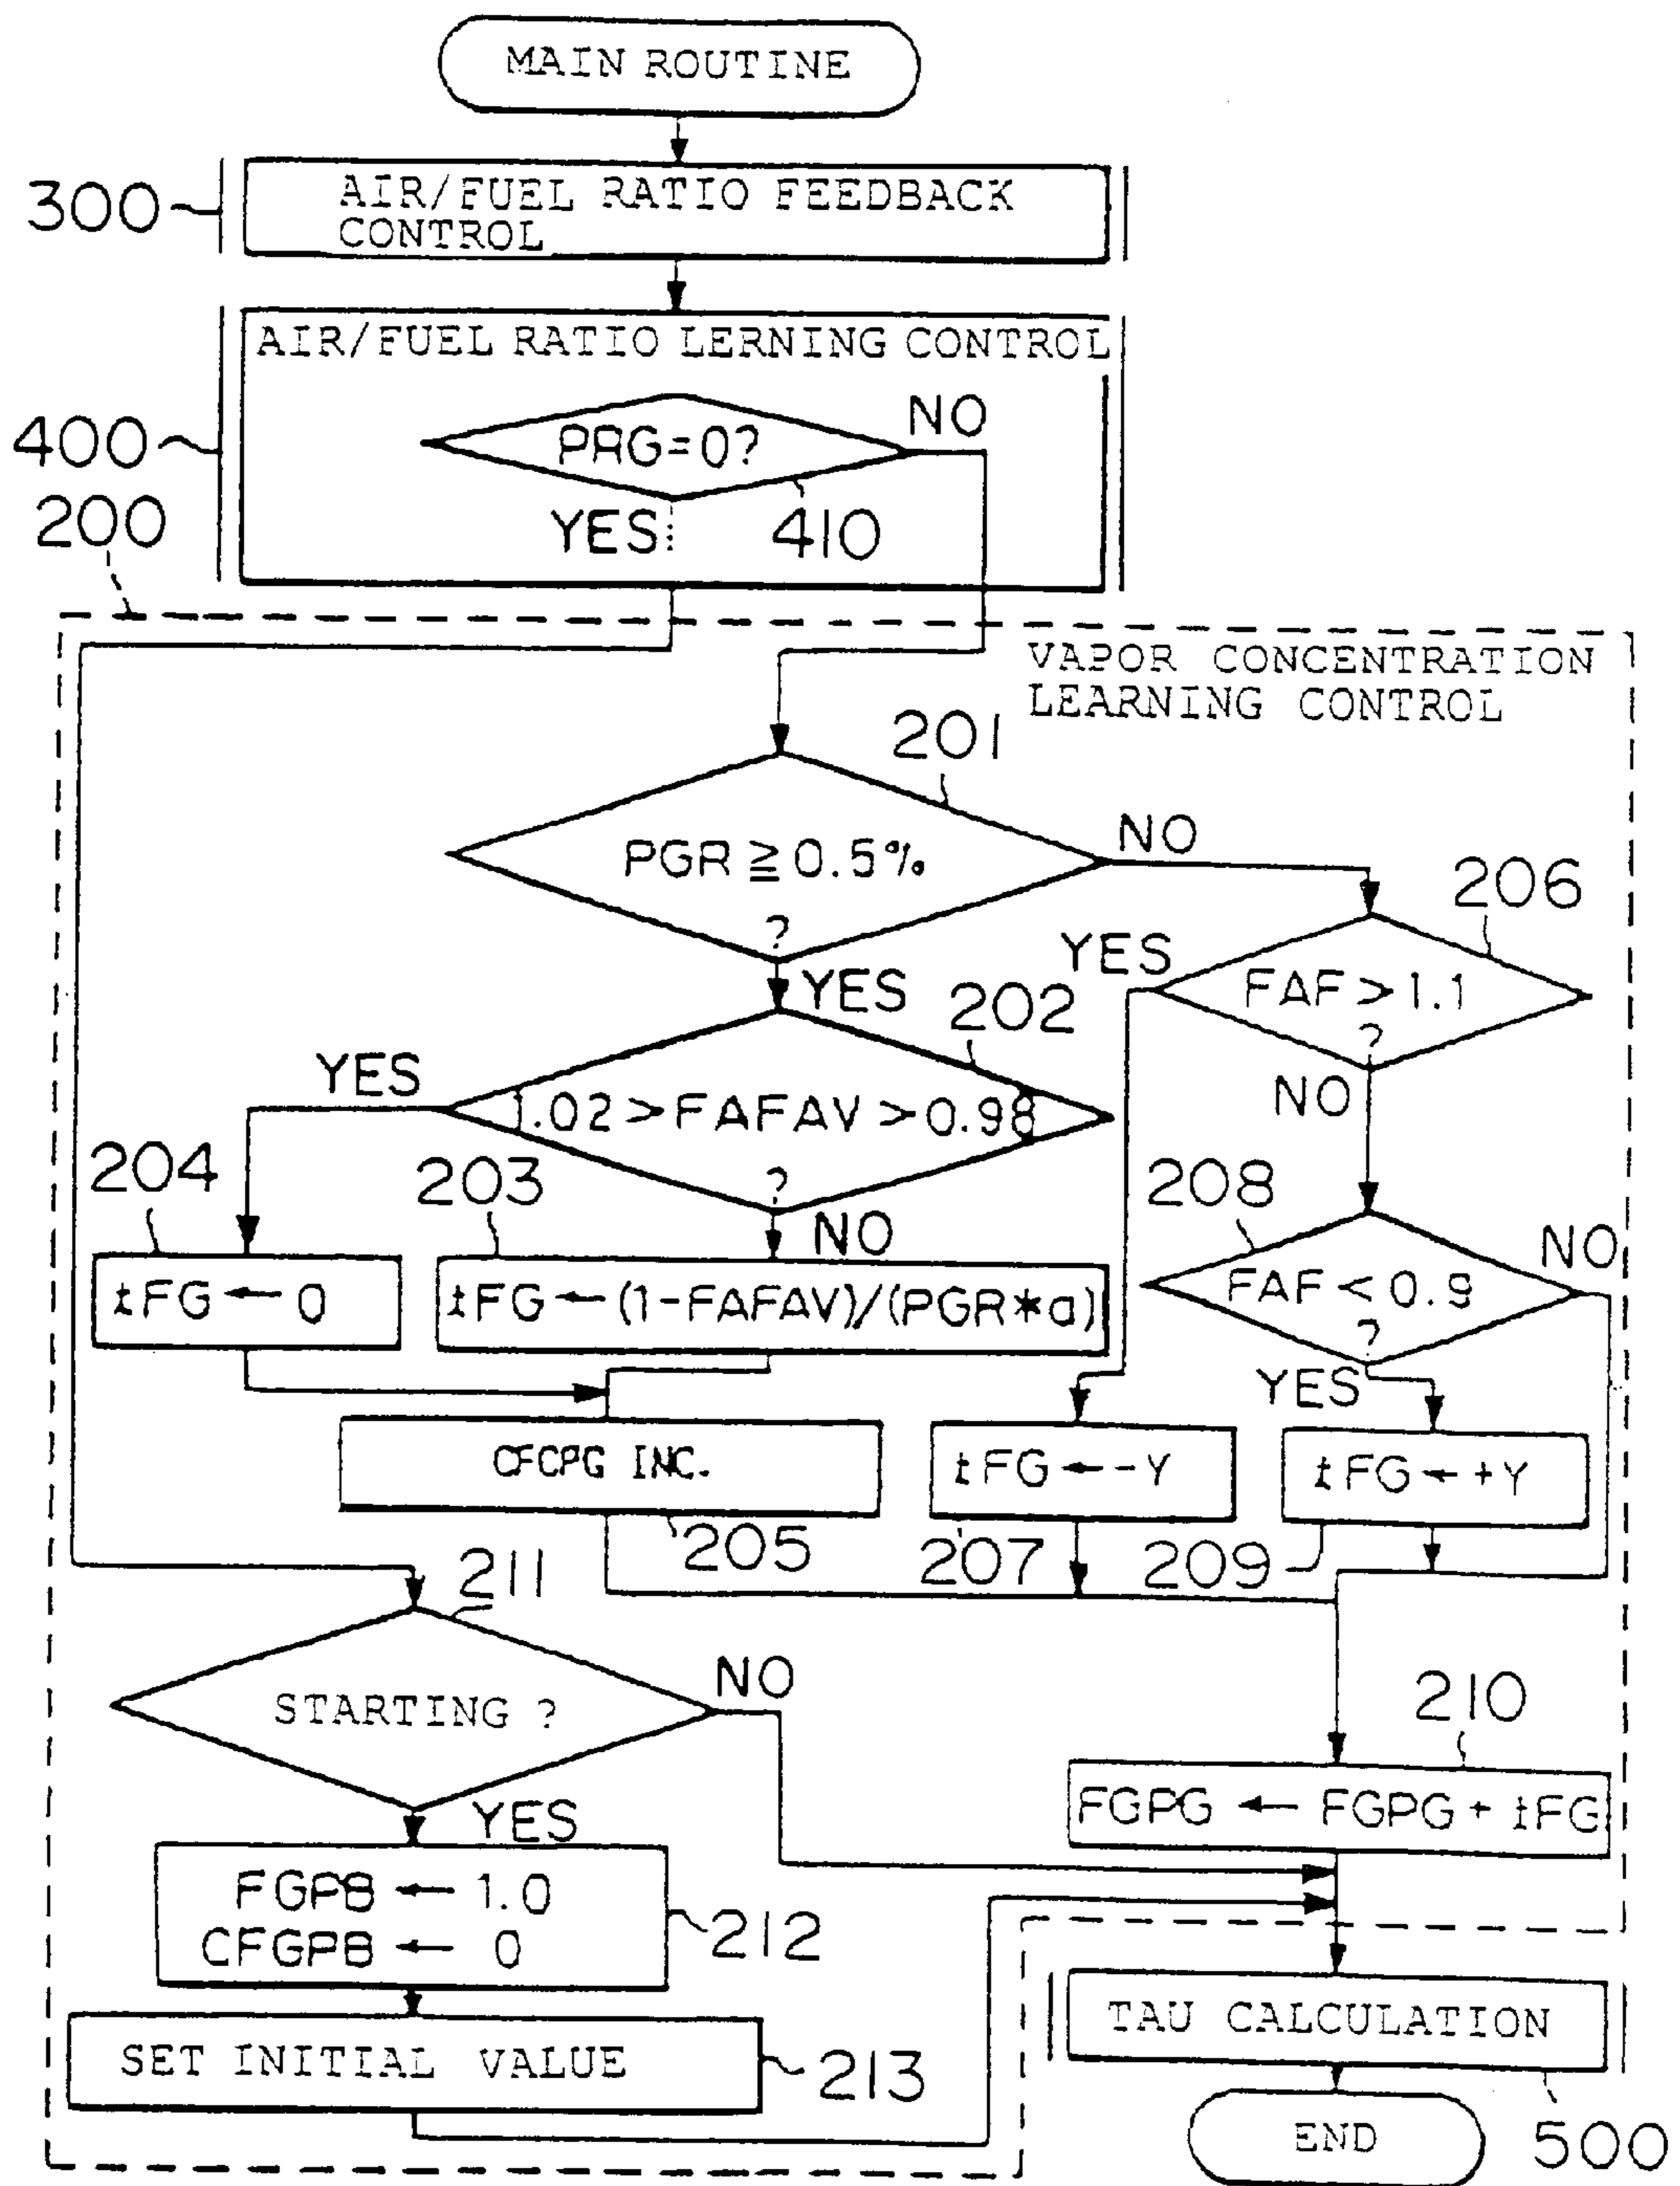 MAIN ROUTINE
300
AIR/FUEL RATIO FEEDBACK
CONTROL
AIR/FUEL RATIO LERNING CONTROL
400
PRG=0?
NO
YES
410
200
VAPOR CONCENTRATION
LEARNING CONTROL
201
PGR ≧ 0.5%
?
NO
YES
206
FAF > 1.1
?
YES
NO
202
1.02 > FAFAV > 0.98
?
YES
NO
204
tFG ← 0
203
tFG ← (1-FAFAV)/(PGR*a)
208
FAF < 0.9
?
NO
YES
CFCPG INC.
205
tFG ← -Y
207
tFG ← +Y
209
211
STARTING ?
NO
YES
210
FGPG ← FGPG + tFG
FGPB ← 1.0
CFGPB ← 0
212
SET INITIAL VALUE
213
TAU CALCULATION
500
END